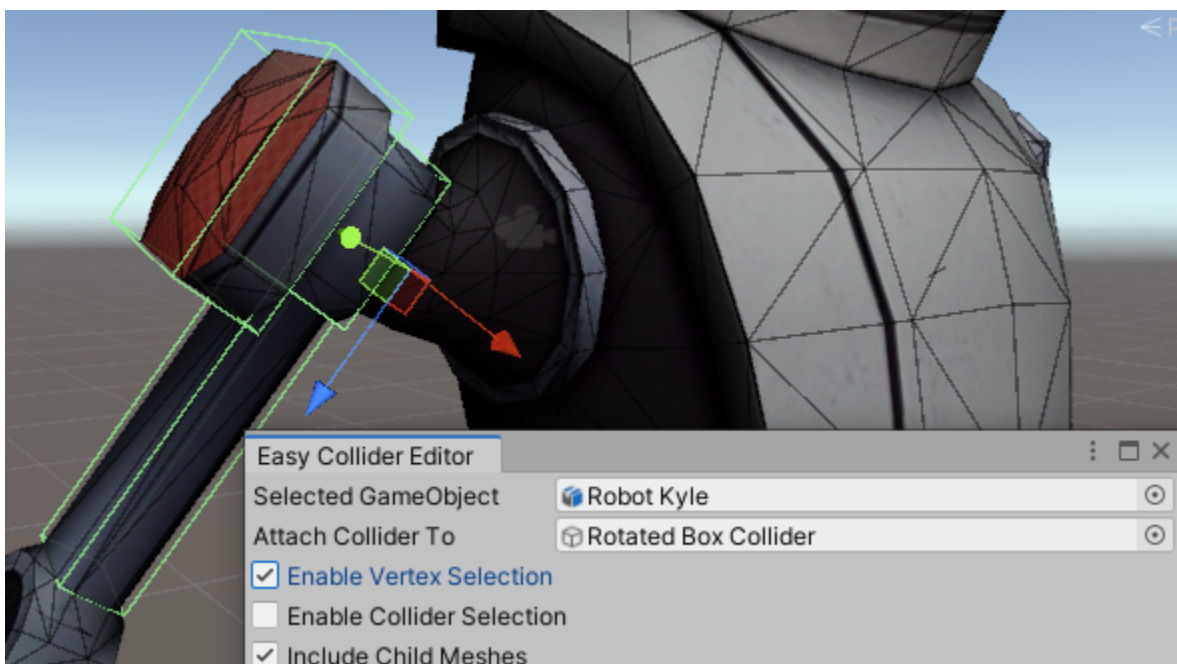 Easy Collider Editor
Selected GameObject Robot Kyle
Attach Collider To Rotated Box Collider
Enable Vertex Selection
Enable Collider Selection
Include Child Meshes